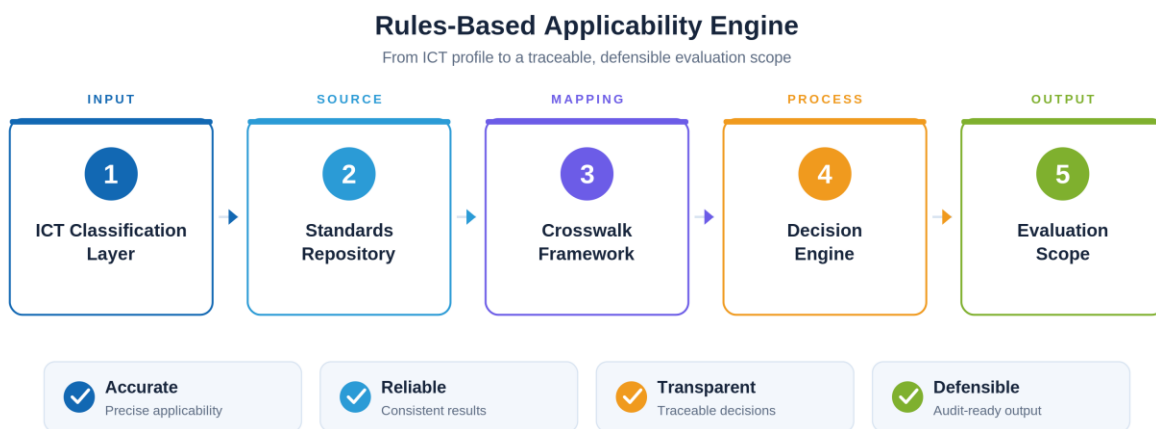 Rules-Based Applicability Engine
From ICT profile to a traceable, defensible evaluation scope
INPUT
SOURCE
MAPPING
PROCESS
OUTPUT
1
2
3
4
5
ICT Classification
Layer
Standards
Repository
Crosswalk
Framework
Decision
Engine
Evaluation
Scope
Accurate
Precise applicability
Reliable
Consistent results
Transparent
Traceable decisions
Defensible
Audit-ready output